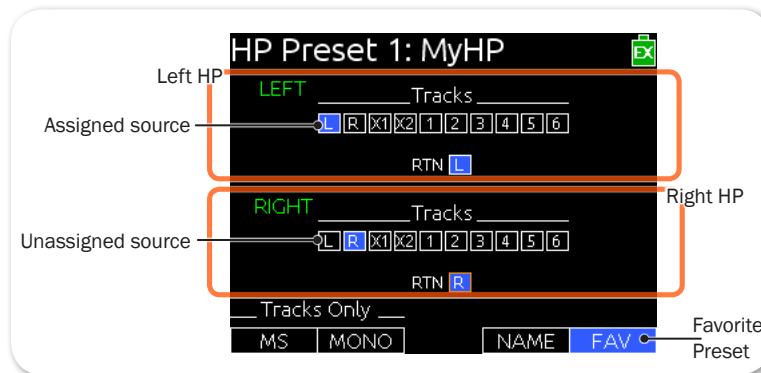 HP Preset 1: MyHP
EX
Left HP
LEFT
Tracks
Assigned source
L R X1 X2 1 2 3 4 5 6
RTN L
Right HP
RIGHT
Tracks
Unassigned source
L R X1 X2 1 2 3 4 5 6
RTN R
Tracks Only
MS MONO NAME FAV
Favorite
Preset